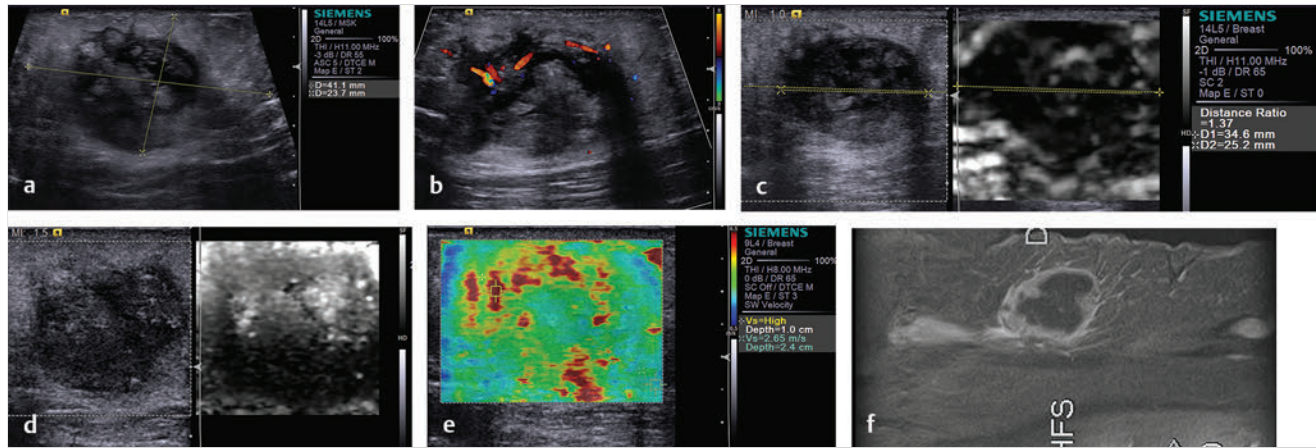 SIEMENS
14L5 / MSK
General
2D 100%
THI / H11.00 MHz
-3 dB / DR 65
ASC 5 / DTCE M
Map E / ST 2
D=41.1 mm
D=23.7 mm
a
b
MI : 1.0
SF
HD
SIEMENS
14L5 / Breast
General
2D 100%
THI / H11.00 MHz
-1 dB / DR 65
SC 2
Map E / ST 0
Distance Ratio
=1.37
D1=34.6 mm
D2=25.2 mm
c
MI : 1.5
SF
HD
d
SIEMENS
9L4 / Breast
General
2D 100%
THI / H8.00 MHz
0 dB / DR 65
SC Off / DTCE M
Map E / ST 3
SW Velocity
Vs=High
Depth=1.0 cm
Vs=2.65 m/s
Depth=2.4 cm
e
D
HFS
f